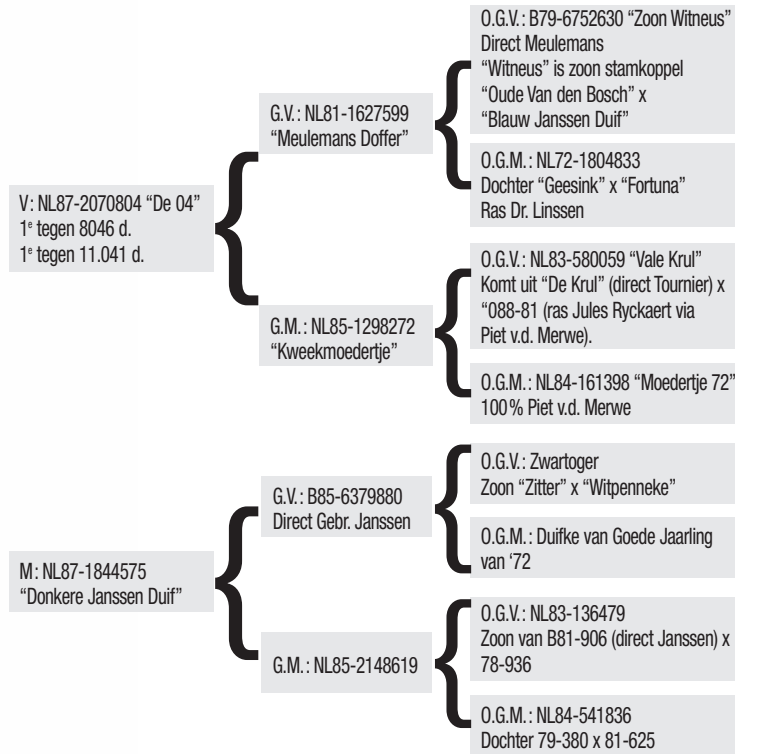 V: NL87-2070804 “De 04”
1e tegen 8046 d.
1e tegen 11.041 d.
G.V.: NL81-1627599
“Meulemans Doffer”
O.G.V.: B79-6752630 “Zoon Witneus”
Direct Meulemans
“Witneus” is zoon stamkoppel
“Oude Van den Bosch” x
“Blauw Janssen Duif”
O.G.M.: NL72-1804833
Dochter “Geesink” x “Fortuna”
Ras Dr. Linssen
G.M.: NL85-1298272
“Kweekmoedertje”
O.G.V.: NL83-580059 “Vale Krul”
Komt uit “De Krul” (direct Tournier) x
“088-81 (ras Jules Ryckaert via
Piet v.d. Merwe).
O.G.M.: NL84-161398 “Moedertje 72”
100% Piet v.d. Merwe
M: NL87-1844575
“Donkere Janssen Duif”
G.V.: B85-6379880
Direct Gebr. Janssen
O.G.V.: Zwartoger
Zoon “Zitter” x “Witpenneke”
O.G.M.: Duifke van Goede Jaarling
van ‘72
G.M.: NL85-2148619
O.G.V.: NL83-136479
Zoon van B81-906 (direct Janssen) x
78-936
O.G.M.: NL84-541836
Dochter 79-380 x 81-625